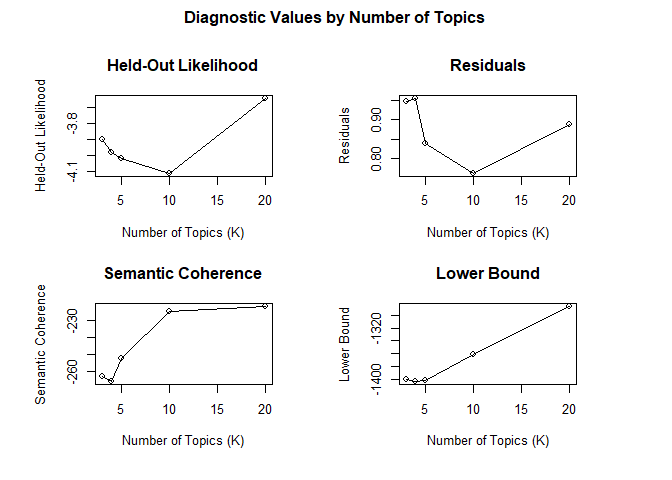 Diagnostic Values by Number of Topics
Held-Out Likelihood
Held-Out Likelihood
-3.8
-4.1
5
10
15
20
Number of Topics (K)
Residuals
Residuals
0.90
0.80
5
10
15
20
Number of Topics (K)
Semantic Coherence
Semantic Coherence
-230
-260
5
10
15
20
Number of Topics (K)
Lower Bound
Lower Bound
-1320
-1400
5
10
15
20
Number of Topics (K)